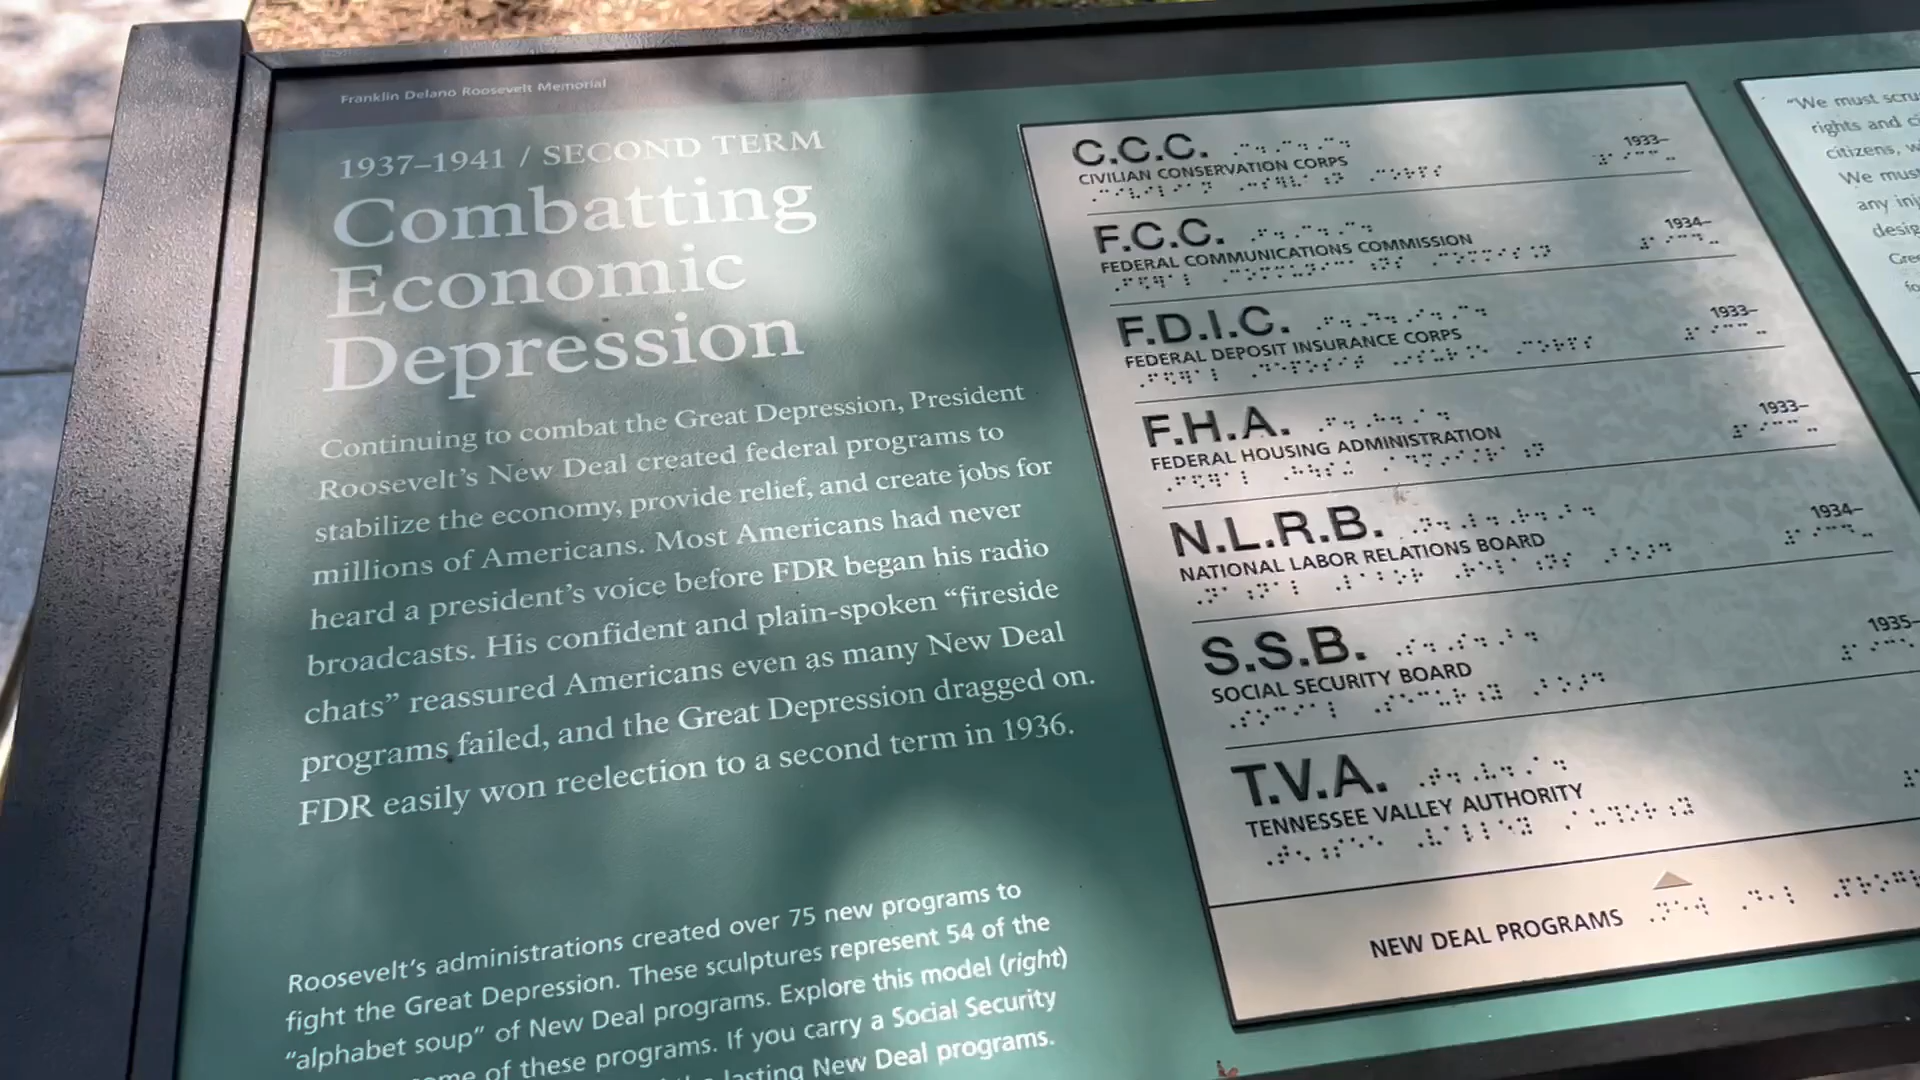 Franklin Delano Roosevelt Memorial
1937–1941 / SECOND TERM
Combatting
Economic
Depression
Continuing to combat the Great Depression, President
Roosevelt's New Deal created federal programs to
stabilize the economy, provide relief, and create jobs for
millions of Americans. Most Americans had never
heard a president's voice before FDR began his radio
broadcasts. His confident and plain-spoken "fireside
chats" reassured Americans even as many New Deal
programs failed, and the Great Depression dragged on.
FDR easily won reelection to a second term in 1936.
Roosevelt's administrations created over 75 new programs to
fight the Great Depression. These sculptures represent 54 of the
"alphabet soup" of New Deal programs. Explore this model (right)
of these programs. If you carry a Social Security
lasting New Deal programs.
C.C.C.
CIVILIAN CONSERVATION CORPS
1933–
F.C.C.
FEDERAL COMMUNICATIONS COMMISSION
1934–
F.D.I.C.
FEDERAL DEPOSIT INSURANCE CORPS
1933–
F.H.A.
FEDERAL HOUSING ADMINISTRATION
1933–
N.L.R.B.
NATIONAL LABOR RELATIONS BOARD
1934–
S.S.B.
SOCIAL SECURITY BOARD
1935–
T.V.A.
TENNESSEE VALLEY AUTHORITY
NEW DEAL PROGRAMS
"We must
rights and
citizens,
We must
any